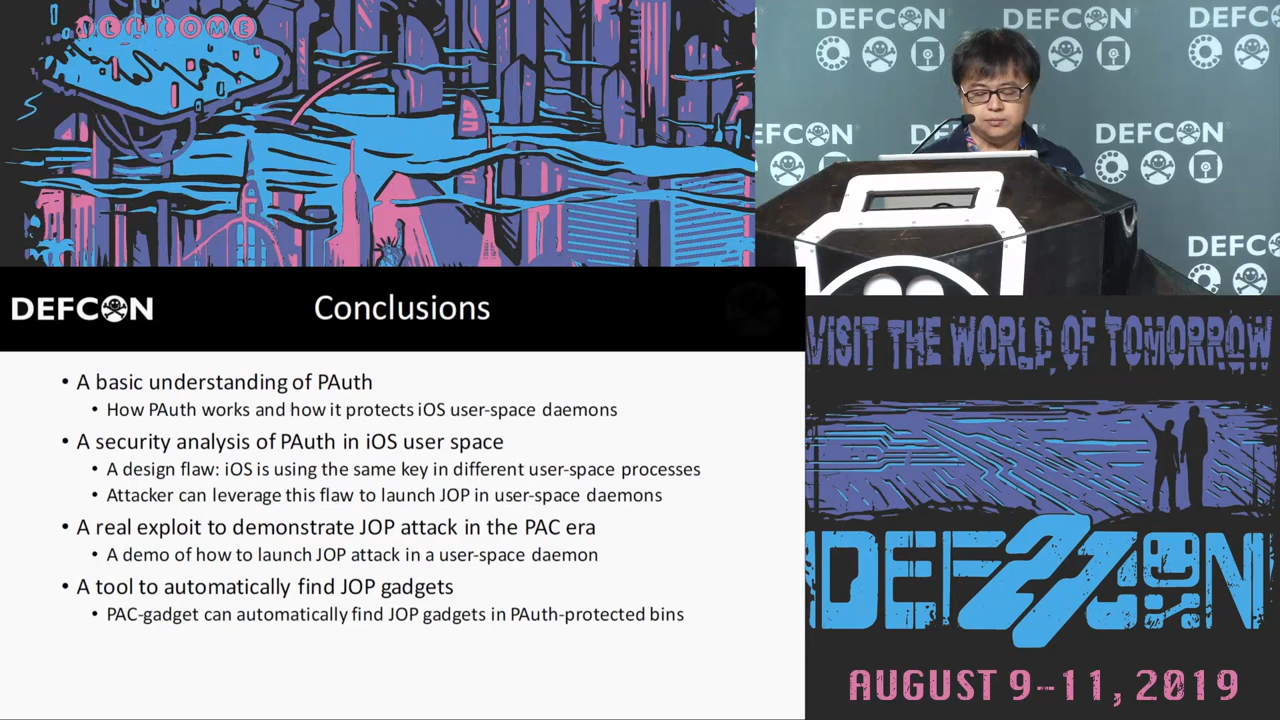 WELCOME
DEFCON DEFCON DEFC
DEFCON DEFCON DEFCON
DEFC
DEFCON Conclusions
• A basic understanding of PAuth
• How PAuth works and how it protects iOS user-space daemons
• A security analysis of PAuth in iOS user space
• A design flaw: iOS is using the same key in different user-space processes
• Attacker can leverage this flaw to launch JOP in user-space daemons
• A real exploit to demonstrate JOP attack in the PAC era
• A demo of how to launch JOP attack in a user-space daemon
• A tool to automatically find JOP gadgets
• PAC-gadget can automatically find JOP gadgets in PAuth-protected bins
VISIT THE WORLD OF TOMORROW
DEF27CON
AUGUST 9–11, 2019